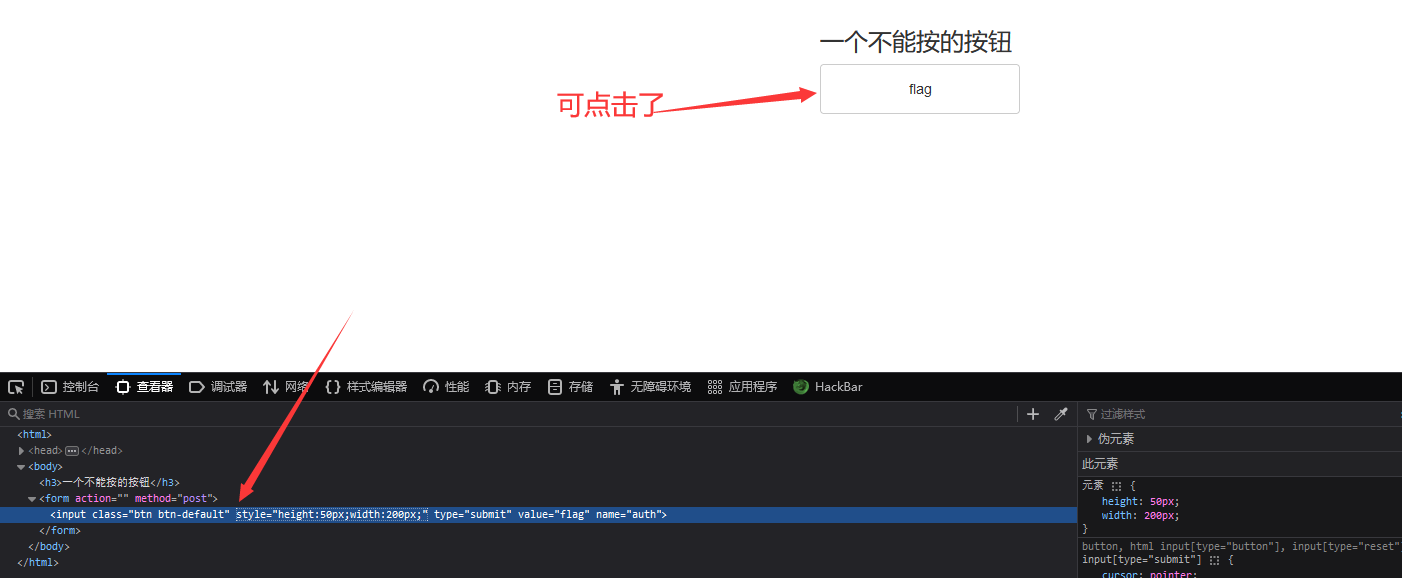 一个不能按的按钮
flag
可点击了
控制台 查看器 调试器 网络 样式编辑器 性能 内存 存储 无障碍环境 应用程序 HackBar
搜索 HTML
过滤样式
<html>
<head> </head>
<body>
<h3>一个不能按的按钮</h3>
<form action="" method="post">
<input class="btn btn-default" style="height:50px;width:200px;" type="submit" value="flag" name="auth">
</form>
</body>
</html>
伪元素
此元素
元素 {
height: 50px;
width: 200px;
}
button, html input[type="button"], input[type="reset"]
input[type="submit"] {
cursor: pointer;